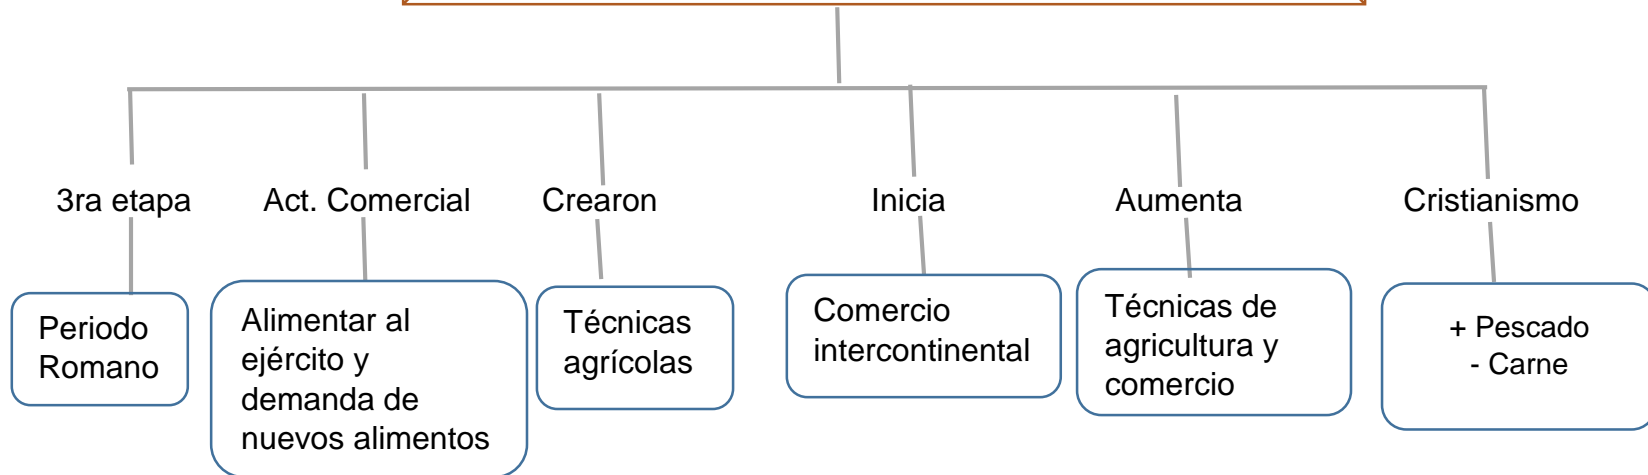 3ra etapa
Act. Comercial
Crearon
Inicia
Aumenta
Cristianismo
Periodo
Romano
Alimentar al
ejército y
demanda de
nuevos alimentos
Técnicas
agrícolas
Comercio
intercontinental
Técnicas de
agricultura y
comercio
+ Pescado
- Carne